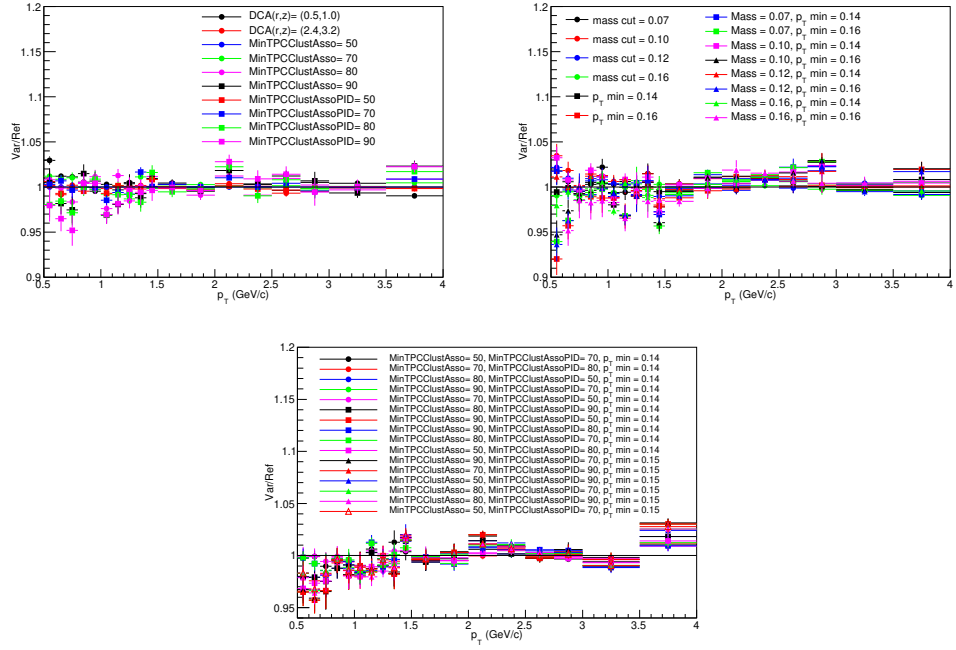 1.2
1.15
1.1
1.05
1
0.95
0.9
Var/Ref
DCA(r,z)= (0.5,1.0)
DCA(r,z)= (2.4,3.2)
MinTPCClustAsso= 50
MinTPCClustAsso= 70
MinTPCClustAsso= 80
MinTPCClustAsso= 90
MinTPCClustAssoPID= 50
MinTPCClustAssoPID= 70
MinTPCClustAssoPID= 80
MinTPCClustAssoPID= 90
0.5 1 1.5 2 2.5 3 3.5 4
p_T (GeV/c)
1.2
1.15
1.1
1.05
1
0.95
0.9
Var/Ref
mass cut = 0.07
mass cut = 0.10
mass cut = 0.12
mass cut = 0.16
p_T min = 0.14
p_T min = 0.16
Mass = 0.07, p_T min = 0.14
Mass = 0.07, p_T min = 0.16
Mass = 0.10, p_T min = 0.14
Mass = 0.10, p_T min = 0.16
Mass = 0.12, p_T min = 0.14
Mass = 0.12, p_T min = 0.16
Mass = 0.16, p_T min = 0.14
Mass = 0.16, p_T min = 0.16
0.5 1 1.5 2 2.5 3 3.5 4
p_T (GeV/c)
1.2
1.15
1.1
1.05
1
0.95
Var/Ref
MinTPCClustAsso= 50, MinTPCClustAssoPID= 70, p_T min = 0.14
MinTPCClustAsso= 70, MinTPCClustAssoPID= 80, p_T min = 0.14
MinTPCClustAsso= 80, MinTPCClustAssoPID= 50, p_T min = 0.14
MinTPCClustAsso= 90, MinTPCClustAssoPID= 70, p_T min = 0.14
MinTPCClustAsso= 70, MinTPCClustAssoPID= 50, p_T min = 0.14
MinTPCClustAsso= 80, MinTPCClustAssoPID= 90, p_T min = 0.14
MinTPCClustAsso= 90, MinTPCClustAssoPID= 50, p_T min = 0.14
MinTPCClustAsso= 90, MinTPCClustAssoPID= 80, p_T min = 0.14
MinTPCClustAsso= 80, MinTPCClustAssoPID= 70, p_T min = 0.14
MinTPCClustAsso= 50, MinTPCClustAssoPID= 80, p_T min = 0.14
MinTPCClustAsso= 90, MinTPCClustAssoPID= 70, p_T min = 0.15
MinTPCClustAsso= 70, MinTPCClustAssoPID= 90, p_T min = 0.15
MinTPCClustAsso= 50, MinTPCClustAssoPID= 90, p_T min = 0.15
MinTPCClustAsso= 80, MinTPCClustAssoPID= 70, p_T min = 0.15
MinTPCClustAsso= 80, MinTPCClustAssoPID= 90, p_T min = 0.15
MinTPCClustAsso= 50, MinTPCClustAssoPID= 70, p_T min = 0.15
0.5 1 1.5 2 2.5 3 3.5 4
p_T (GeV/c)